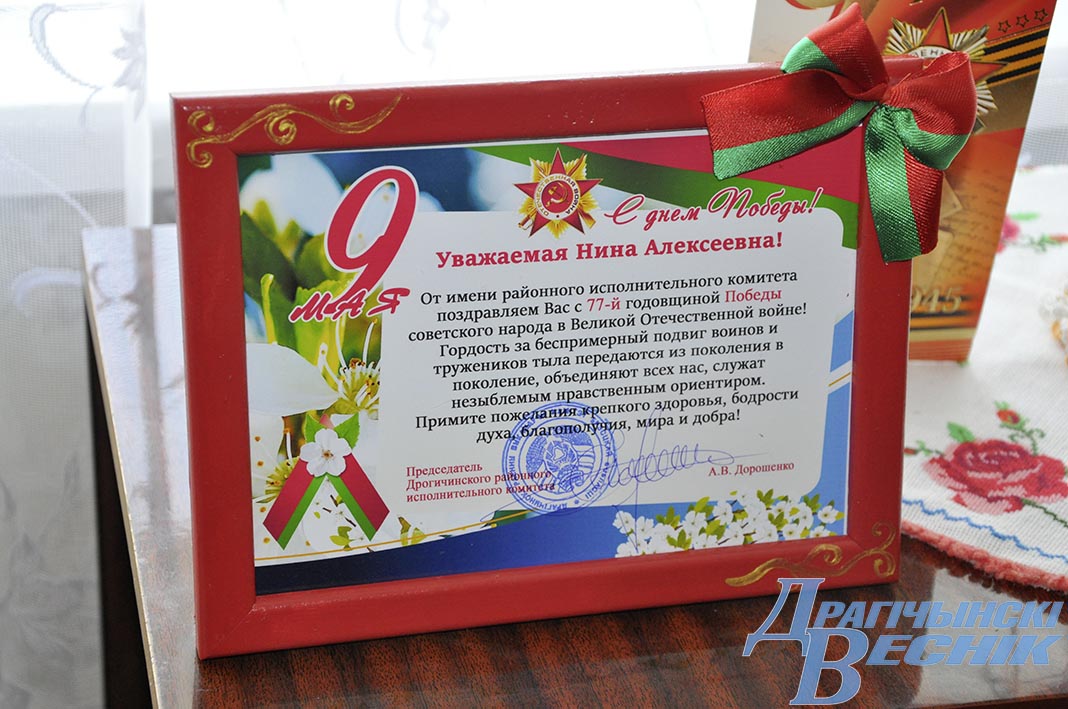 9
МАЯ
ОТЕЧЕСТВЕННАЯ ВОЙНА
С днем Победы!
Уважаемая Нина Алексеевна!
От имени районного исполнительного комитета
поздравляем Вас с 77-й годовщиной Победы
советского народа в Великой Отечественной войне!
Гордость за беспримерный подвиг воинов и
тружеников тыла передаются из поколения в
поколение, объединяют всех нас, служат
незыблемым нравственным ориентиром.
Примите пожелания крепкого здоровья, бодрости
духа, благополучия, мира и добра!
Председатель
Дрогичинского районного
исполнительного комитета
А.В. Дорошенко
1945
ДРАГІЧЫНСКІ
ВЕСНІК